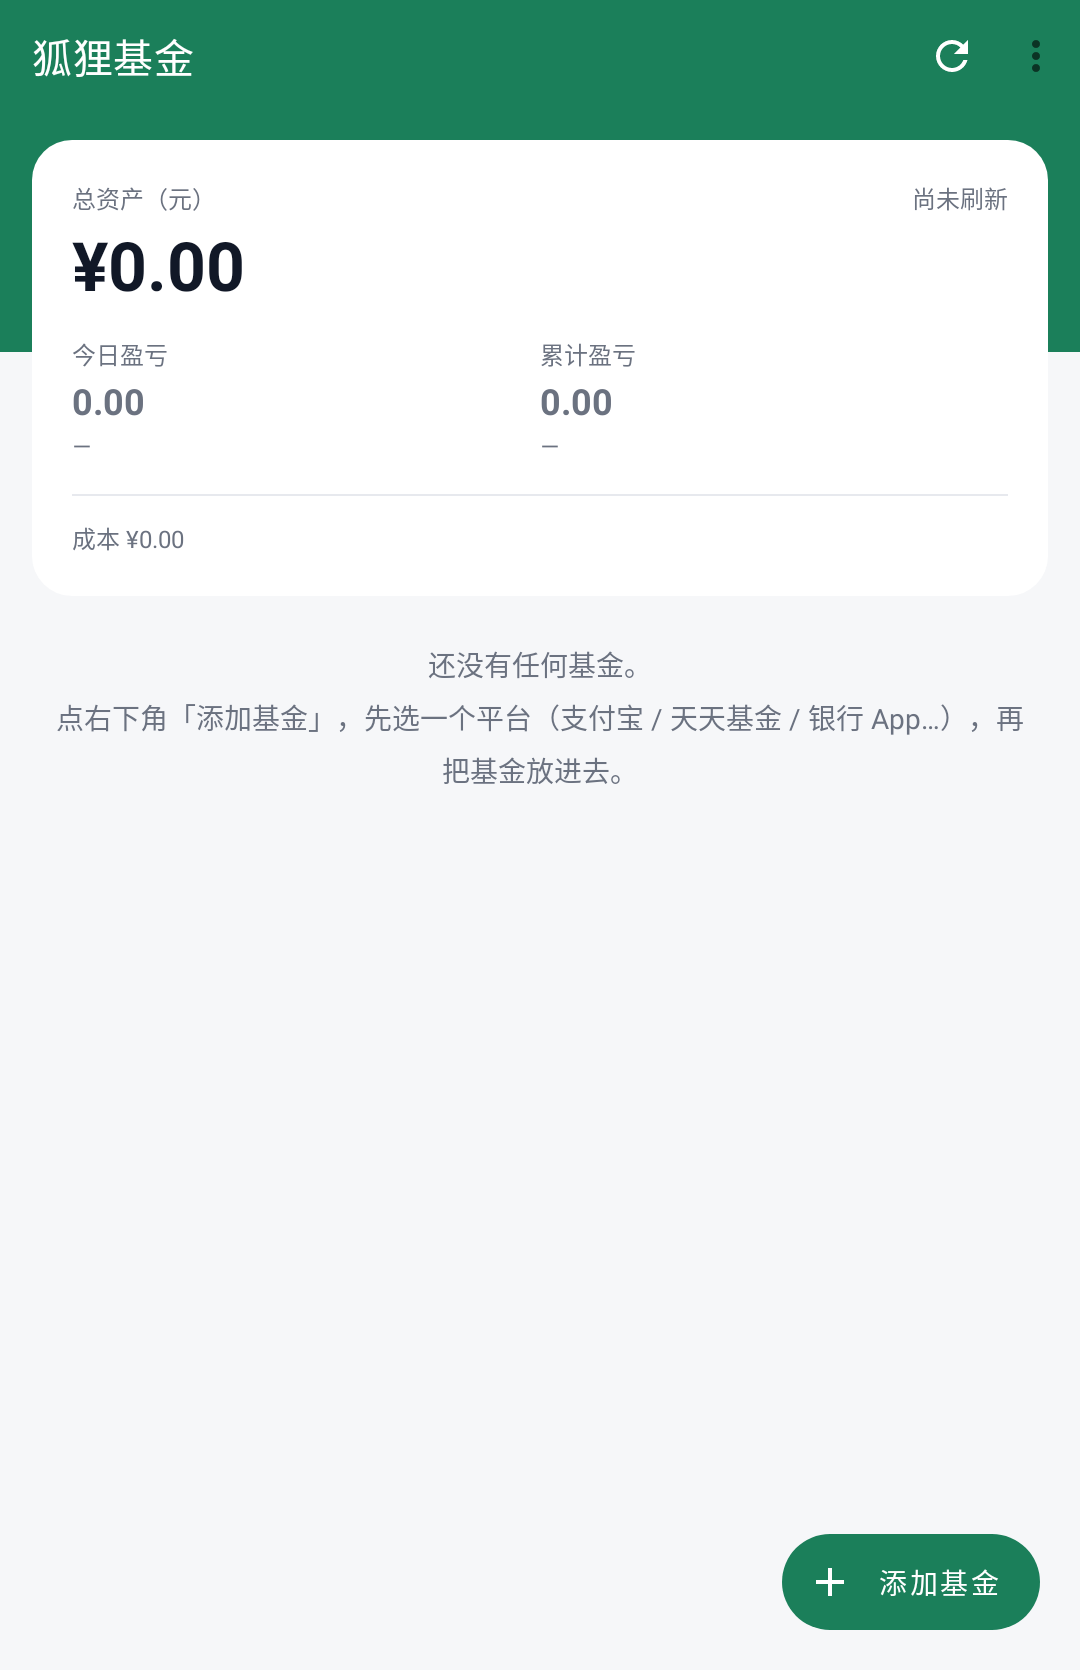 狐狸基金
总资产（元）
尚未刷新
¥0.00
今日盈亏
累计盈亏
0.00
0.00
—
—
成本 ¥0.00
还没有任何基金。
点右下角「添加基金」，先选一个平台（支付宝 / 天天基金 / 银行 App…），再
把基金放进去。
添加基金